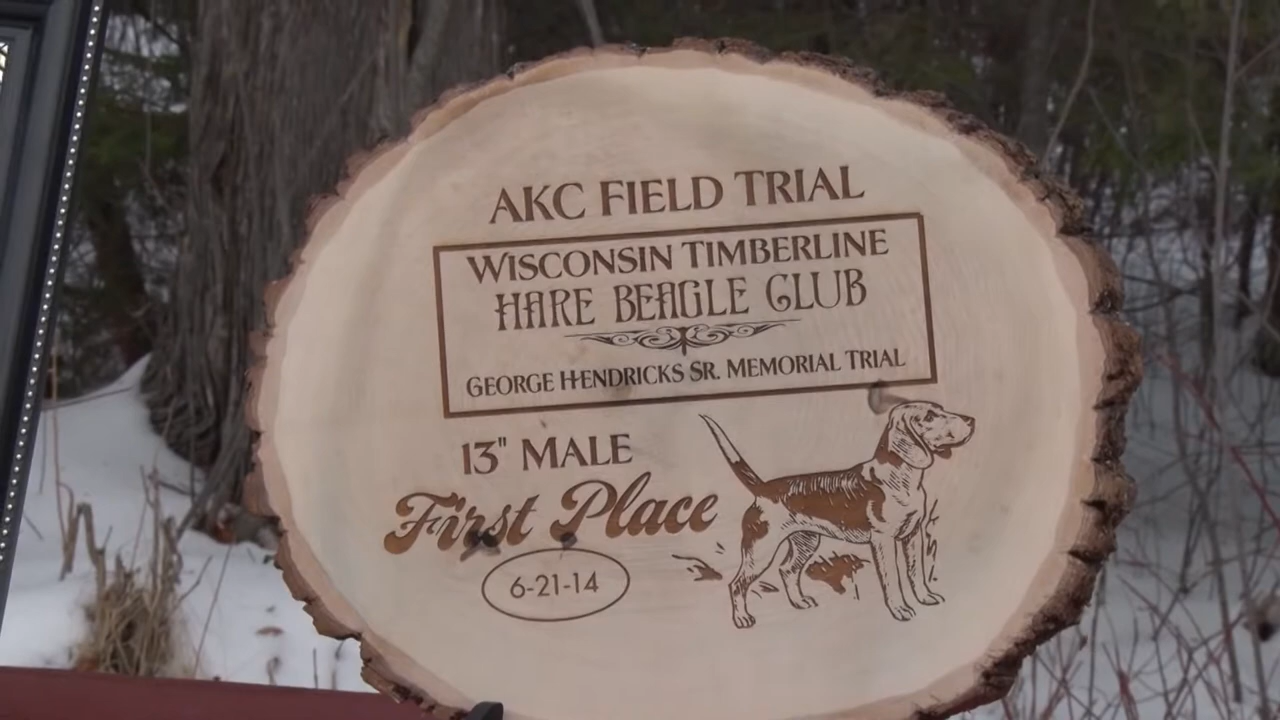 AKC FIELD TRIAL
WISCONSIN TIMBERLINE
HARE BEAGLE CLUB
GEORGE HENDRICKS SR. MEMORIAL TRIAL
13" MALE
First Place
6-21-14